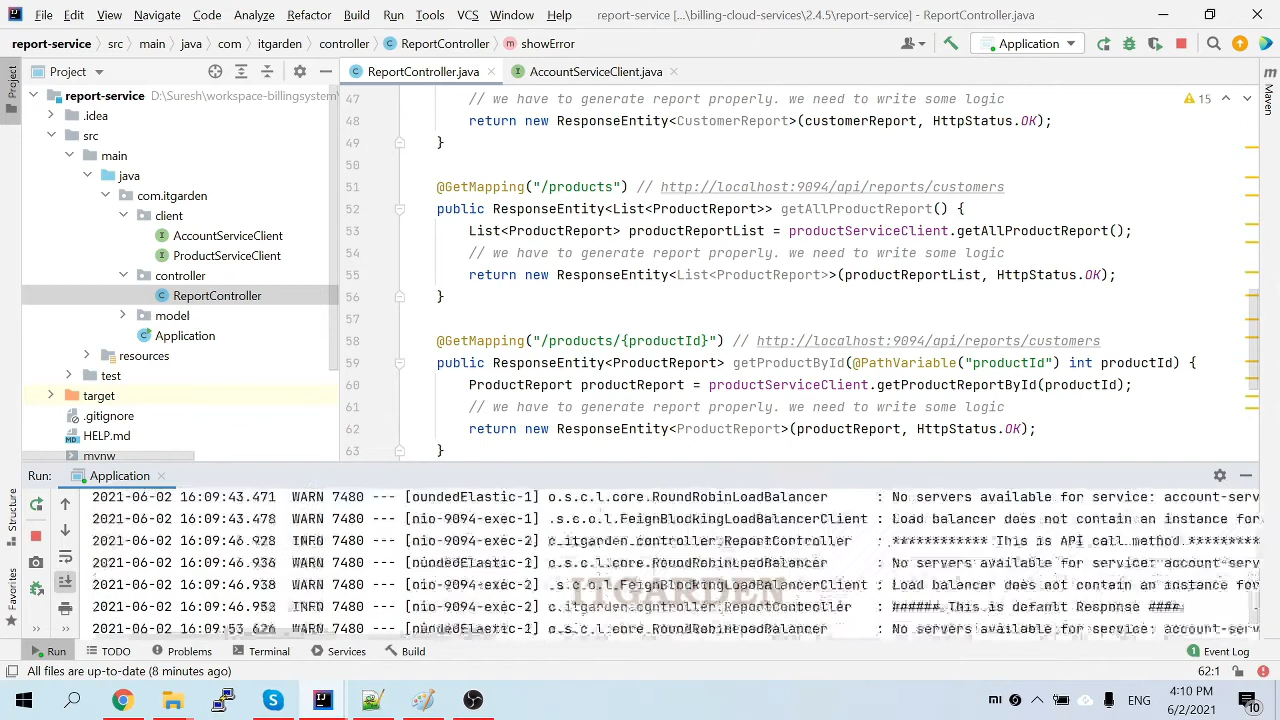 File Edit View Navigate Code Analyze Refactor Build Run Tools VCS Window Help report-service [...\billing-cloud-services\2.4.5\report-service] - ReportController.java
report-service src main java com itgarden controller ReportController showError Application
Project ReportController.java AccountServiceClient.java
report-service D:\Suresh\workspace-billingsystem\
.idea
src
main
java
com.itgarden
client
AccountServiceClient
ProductServiceClient
controller
ReportController
model
Application
resources
test
target
.gitignore
HELP.md
mvnw
Project
Structure
Favorites
Maven
15
47 // we have to generate report properly. we need to write some logic
48 return new ResponseEntity<CustomerReport>(customerReport, HttpStatus.OK);
49 }
50
51 @GetMapping("/products") // http://localhost:9094/api/reports/customers
52 public ResponseEntity<List<ProductReport>> getAllProductReport() {
53 List<ProductReport> productReportList = productServiceClient.getAllProductReport();
54 // we have to generate report properly. we need to write some logic
55 return new ResponseEntity<List<ProductReport>>(productReportList, HttpStatus.OK);
56 }
57
58 @GetMapping("/products/{productId}") // http://localhost:9094/api/reports/customers
59 public ResponseEntity<ProductReport> getProductById(@PathVariable("productId") int productId) {
60 ProductReport productReport = productServiceClient.getProductReportById(productId);
61 // we have to generate report properly. we need to write some logic
62 return new ResponseEntity<ProductReport>(productReport, HttpStatus.OK);
63 }
Run: Application
2021-06-02 16:09:43.471 WARN 7480 --- [oundedElastic-1] o.s.c.l.core.RoundRobinLoadBalancer : No servers available for service: account-serv
2021-06-02 16:09:43.478 WARN 7480 --- [nio-9094-exec-1] .s.c.o.l.FeignBlockingLoadBalancerClient : Load balancer does not contain an instance for
2021-06-02 16:09:46.928 INFO 7480 --- [nio-9094-exec-2] c.itgarden.controller.ReportController : *********** This is API call method.*********
2021-06-02 16:09:46.936 WARN 7480 --- [oundedElastic-1] o.s.c.l.core.RoundRobinLoadBalancer : No servers available for service: account-serv
2021-06-02 16:09:46.938 WARN 7480 --- [nio-9094-exec-2] .s.c.o.l.FeignBlockingLoadBalancerClient : Load balancer does not contain an instance for
2021-06-02 16:09:46.952 INFO 7480 --- [nio-9094-exec-2] c.itgarden.controller.ReportController : ###### This is default Response ####
2021-06-02 16:09:53.626 WARN 7480 --- [oundedElastic-1] o.s.c.l.core.RoundRobinLoadBalancer : No servers available for service: account-serv
ITGARDEN
Run TODO Problems Terminal Services Build 1 Event Log
All files are up-to-date (8 minutes ago) 62:1
ENG 4:10 PM
6/2/2021 10